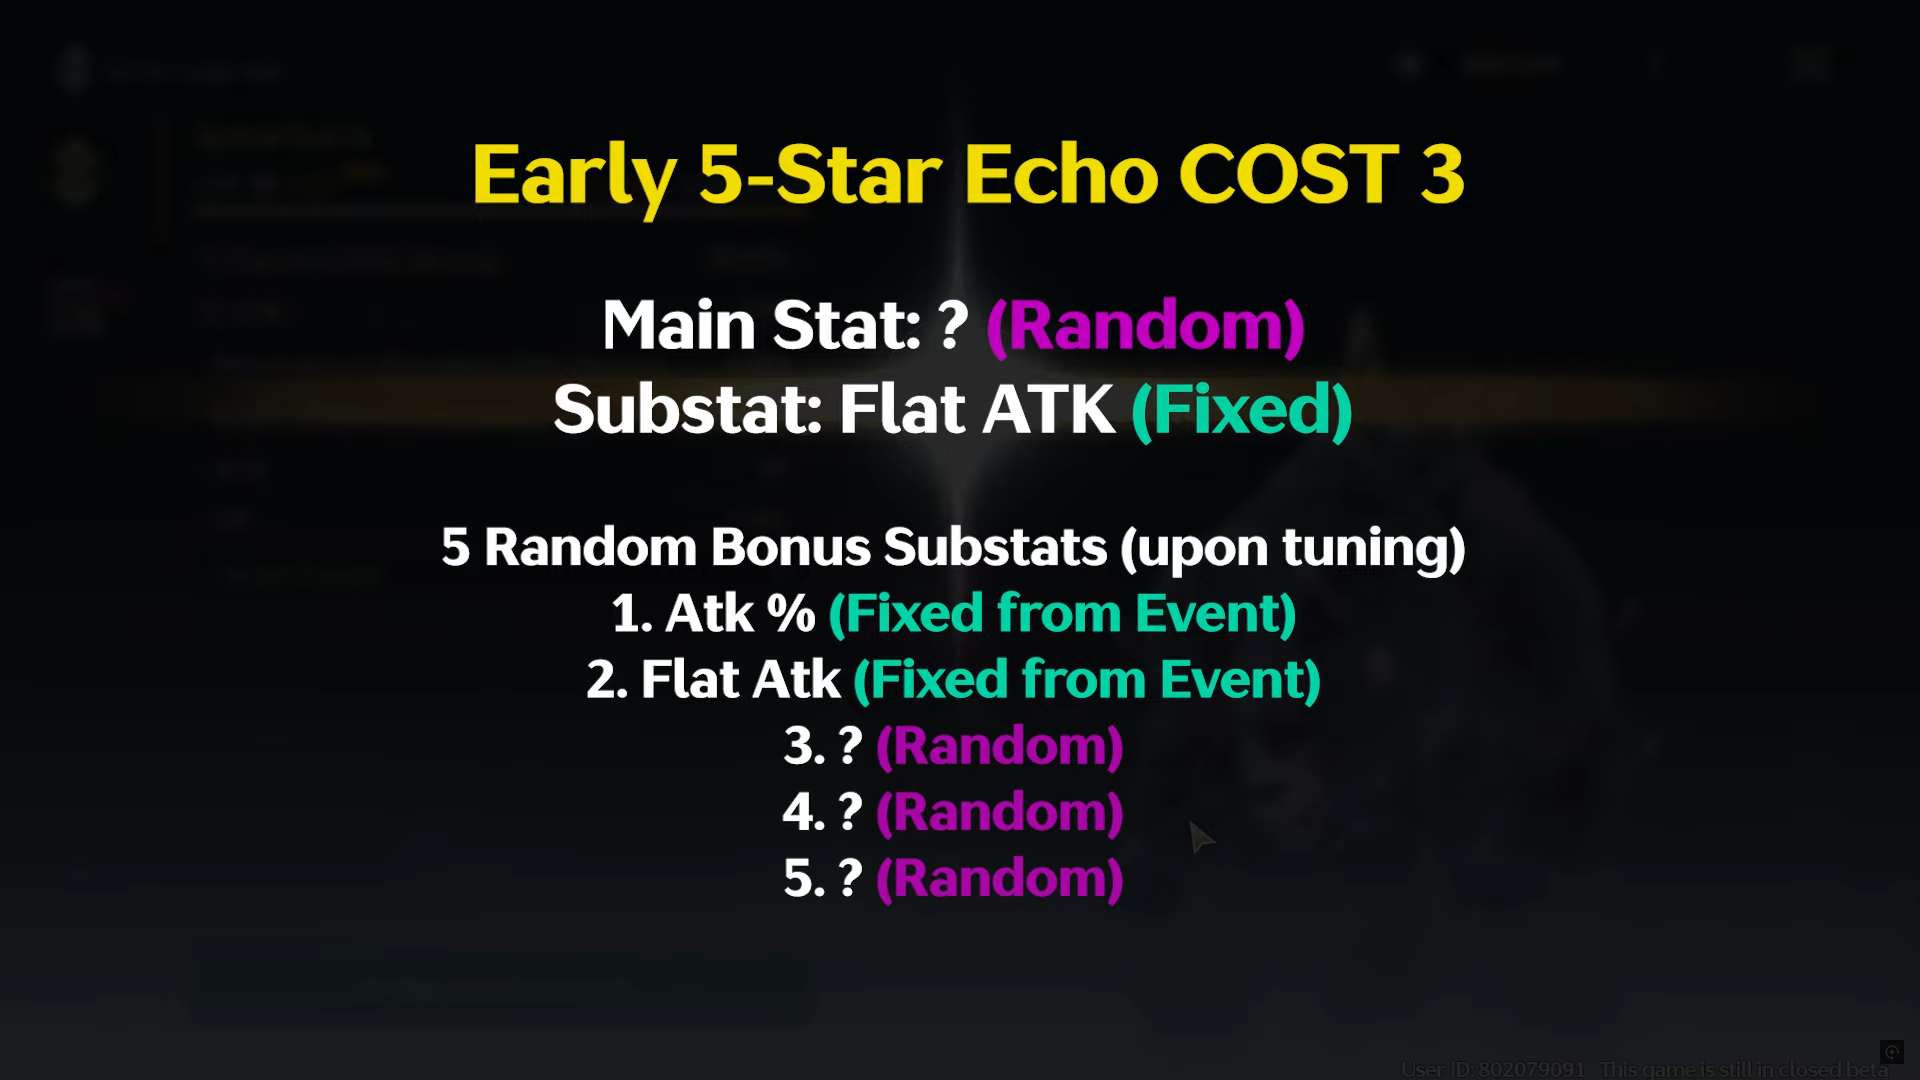 Early 5-Star Echo COST 3
Main Stat: ? (Random)
Substat: Flat ATK (Fixed)
5 Random Bonus Substats (upon tuning)
1. Atk % (Fixed from Event)
2. Flat Atk (Fixed from Event)
3. ? (Random)
4. ? (Random)
5. ? (Random)
User ID: 802079091 This game is still in closed beta